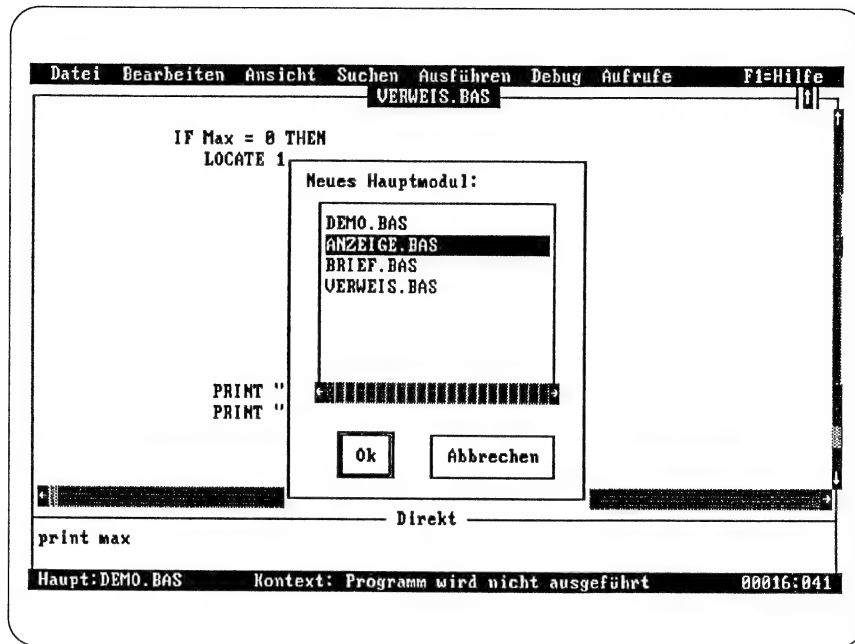 Datei Bearbeiten Ansicht Suchen Ausführen Debug Aufrufe F1=Hilfe
VERWEIS.BAS
IF Max = 0 THEN
LOCATE 1
Neues Hauptmodul:
DEMO.BAS
ANZEIGE.BAS
BRIEF.BAS
VERWEIS.BAS
PRINT "
PRINT "
Ok Abbrechen
Direkt
print max
Haupt:DEMO.BAS Kontext: Programm wird nicht ausgeführt 00016:041